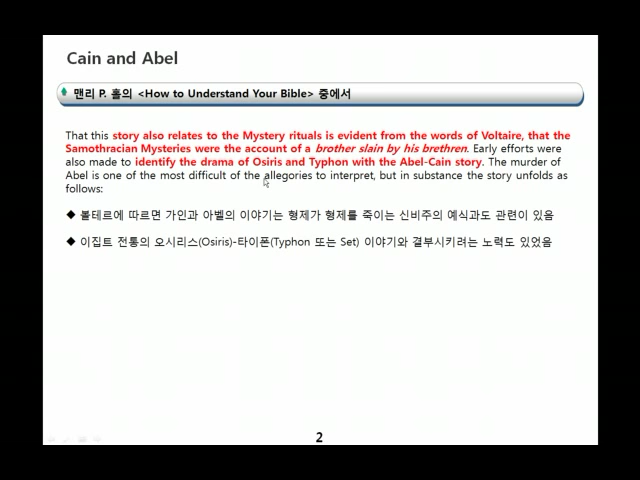 Cain and Abel
맨리 P. 홀의 <How to Understand Your Bible> 중에서
That this story also relates to the Mystery rituals is evident from the words of Voltaire, that the
Samothracian Mysteries were the account of a brother slain by his brethren. Early efforts were
also made to identify the drama of Osiris and Typhon with the Abel-Cain story. The murder of
Abel is one of the most difficult of the allegories to interpret, but in substance the story unfolds as
follows:
◆ 볼테르에 따르면 가인과 아벨의 이야기는 형제가 형제를 죽이는 신비주의 예식과도 관련이 있음
◆ 이집트 전통의 오시리스(Osiris)-타이폰(Typhon 또는 Set) 이야기와 결부시키려는 노력도 있었음
2